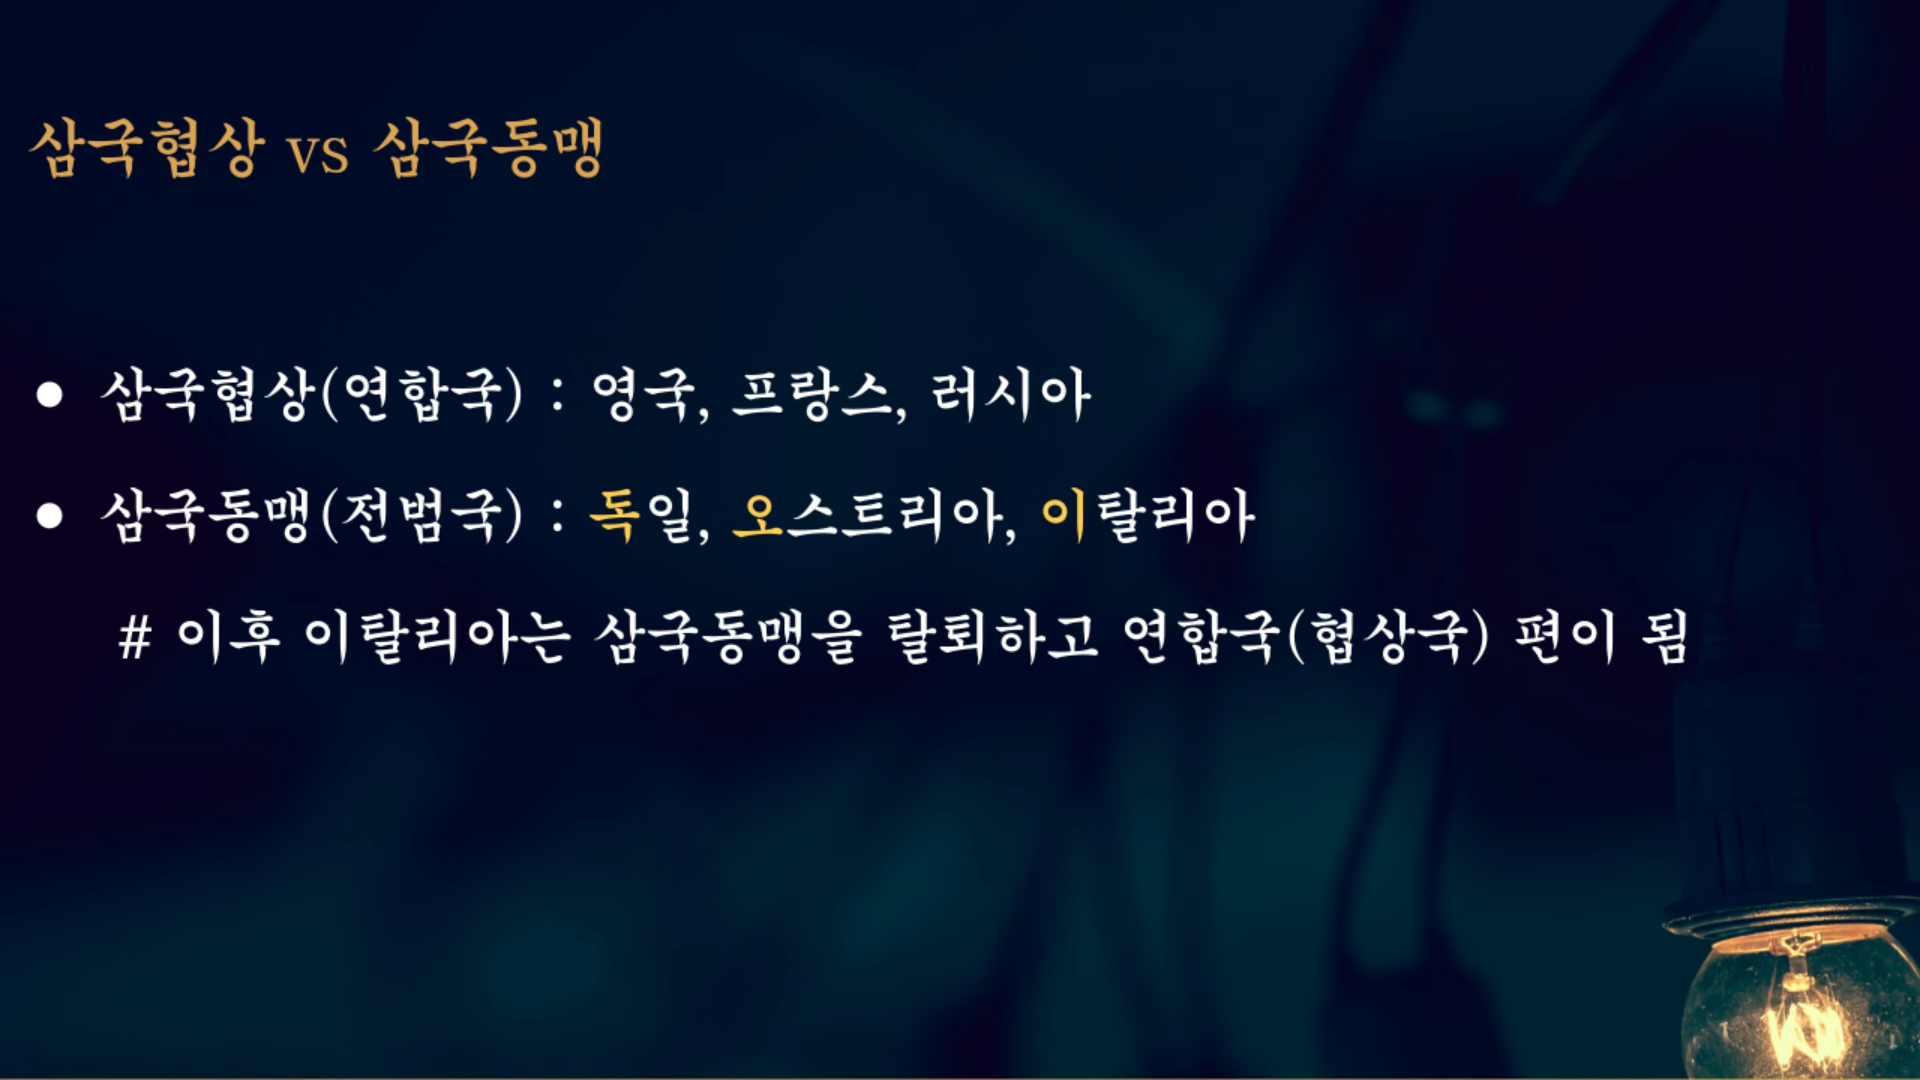 삼국협상 vs 삼국동맹
● 삼국협상(연합국) : 영국, 프랑스, 러시아
● 삼국동맹(전범국) : 독일, 오스트리아, 이탈리아
# 이후 이탈리아는 삼국동맹을 탈퇴하고 연합국(협상국) 편이 됨